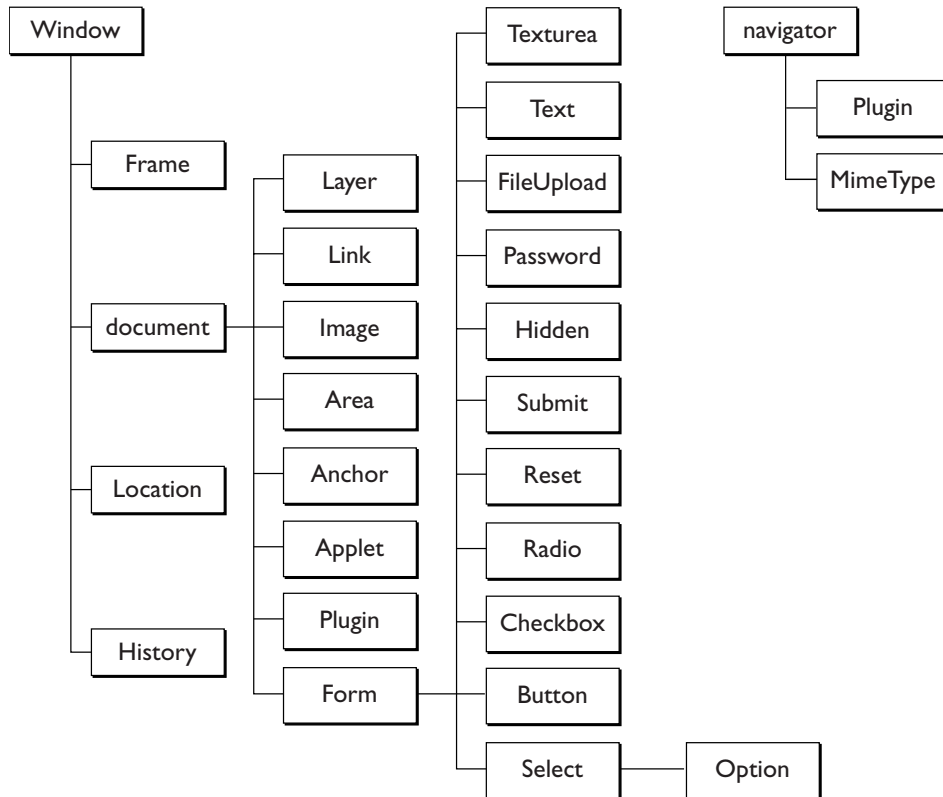 Window
Frame
document
Location
History
Layer
Link
Image
Area
Anchor
Applet
Plugin
Form
Texturea
Text
FileUpload
Password
Hidden
Submit
Reset
Radio
Checkbox
Button
Select
Option
navigator
Plugin
MimeType